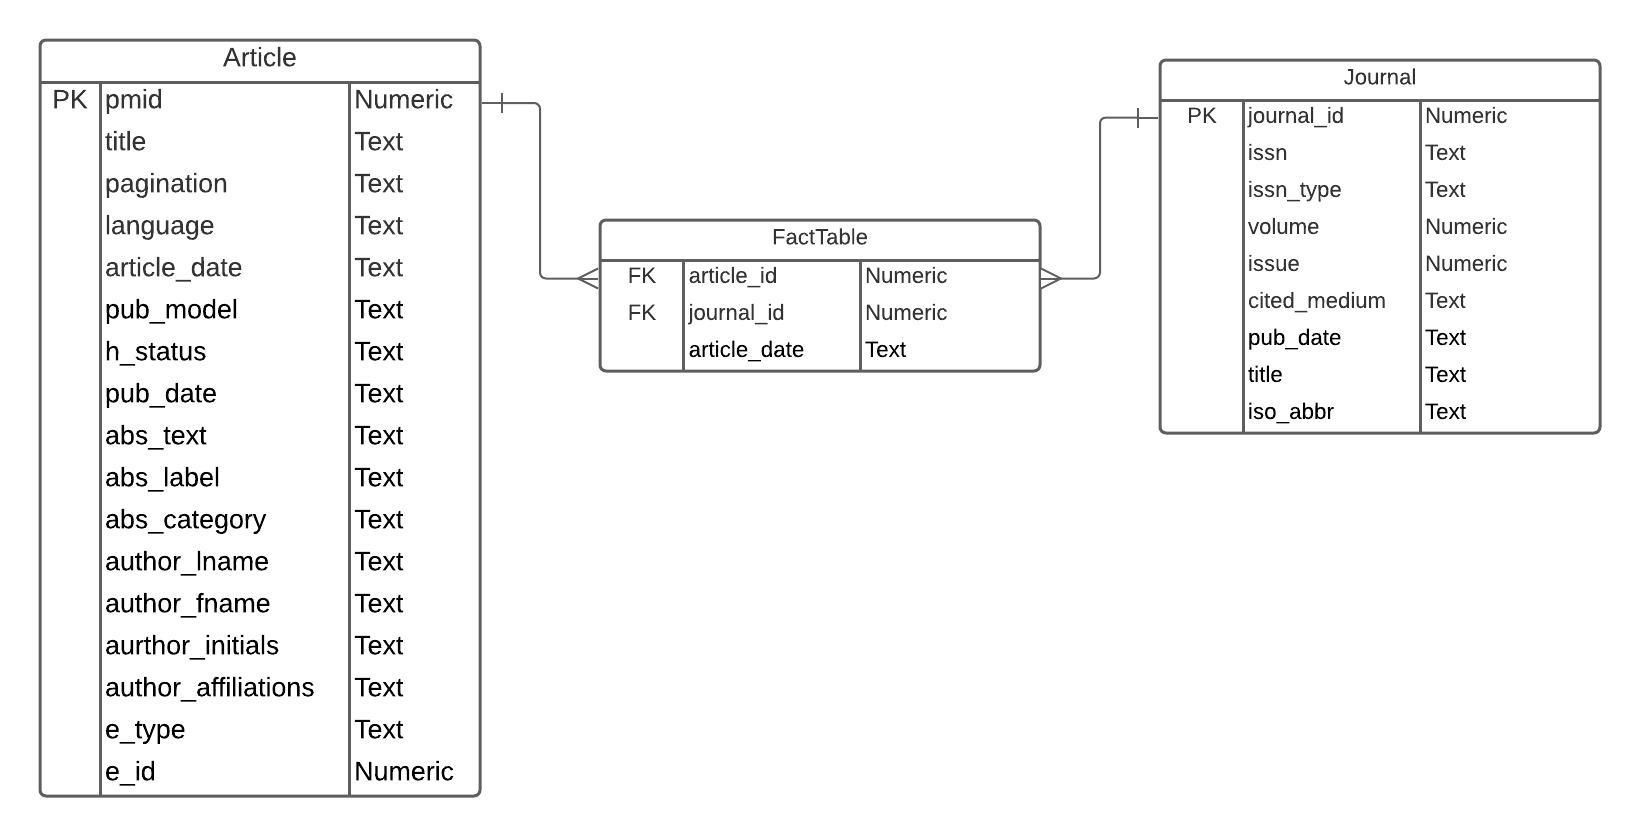 Article
PK pmid Numeric
title Text
pagination Text
language Text
article_date Text
pub_model Text
h_status Text
pub_date Text
abs_text Text
abs_label Text
abs_category Text
author_lname Text
author_fname Text
aurthor_initials Text
author_affiliations Text
e_type Text
e_id Numeric
FactTable
FK article_id Numeric
FK journal_id Numeric
article_date Text
Journal
PK journal_id Numeric
issn Text
issn_type Text
volume Numeric
issue Numeric
cited_medium Text
pub_date Text
title Text
iso_abbr Text